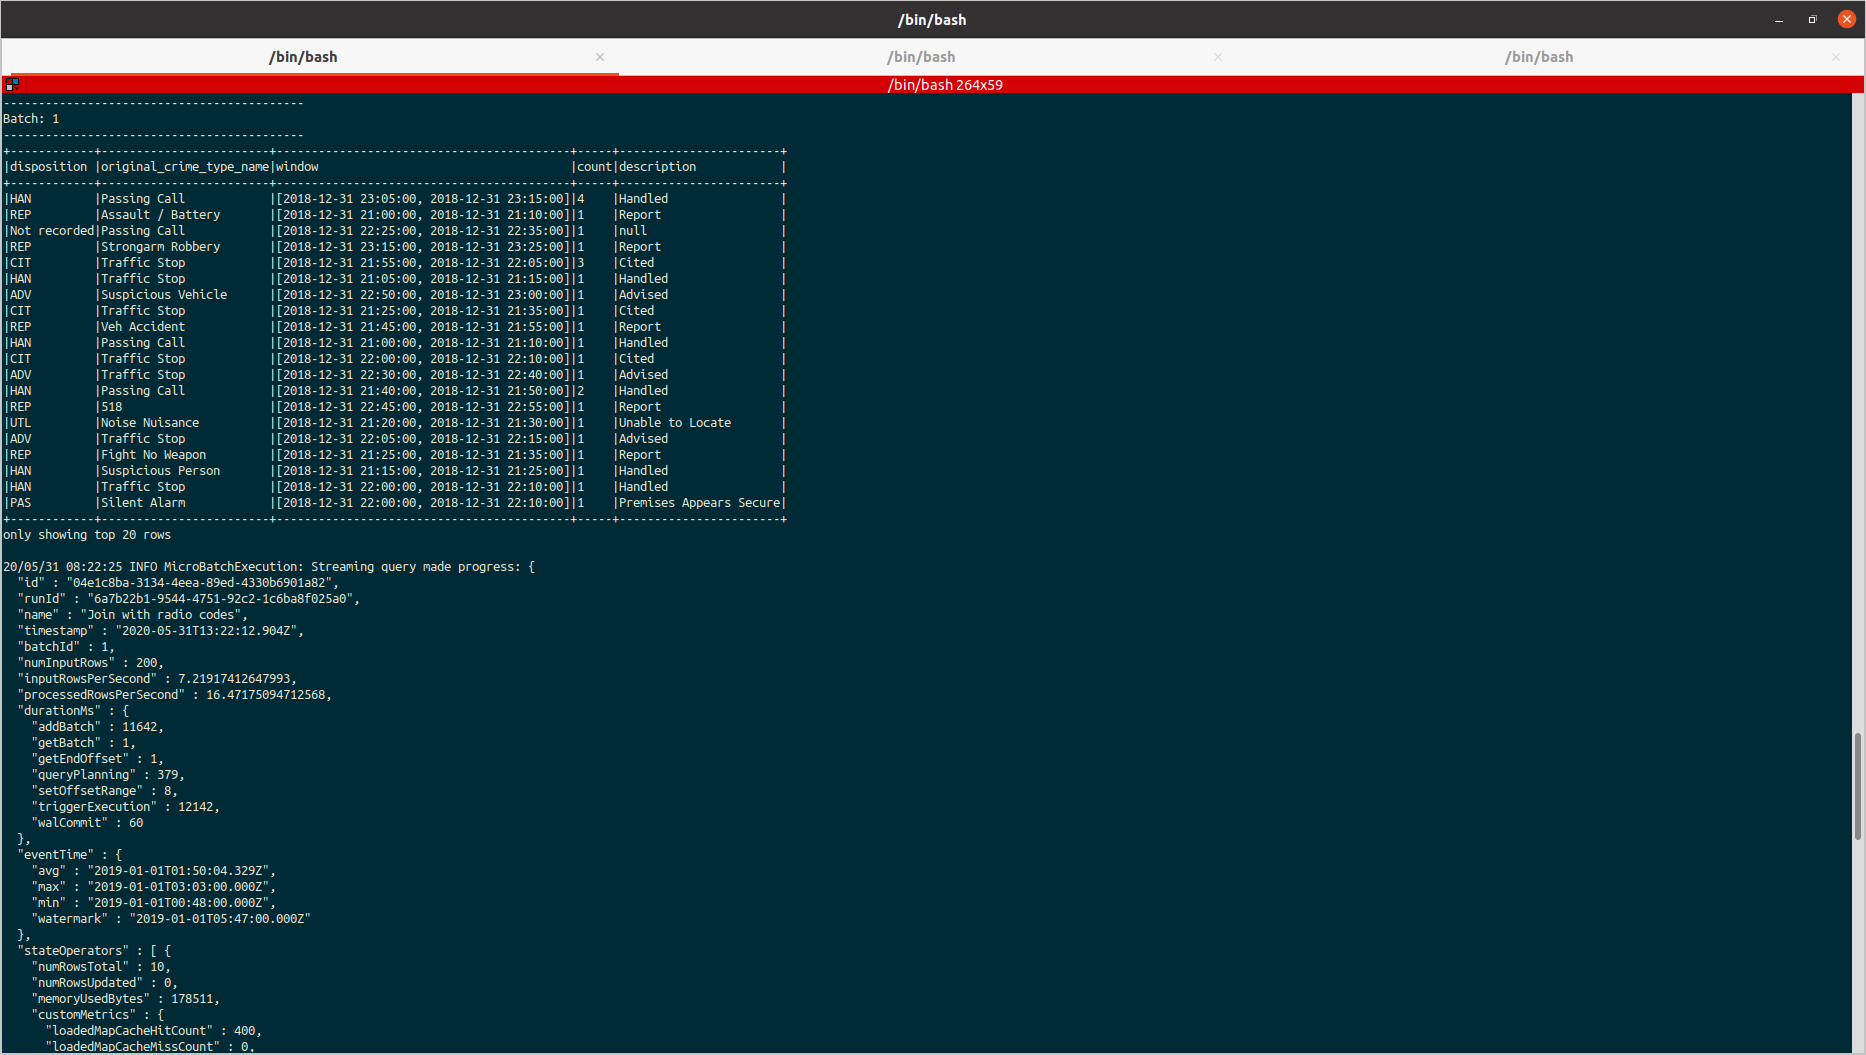 /bin/bash
/bin/bash /bin/bash /bin/bash
/bin/bash 264x59
-------------------------------------------
Batch: 1
-------------------------------------------
+------------+------------------------+------------------------------------------+-----+-----------------------+
|disposition |original_crime_type_name|window                                    |count|description            |
+------------+------------------------+------------------------------------------+-----+-----------------------+
|HAN         |Passing Call            |[2018-12-31 23:05:00, 2018-12-31 23:15:00]|4    |Handled                |
|REP         |Assault / Battery       |[2018-12-31 21:00:00, 2018-12-31 21:10:00]|1    |Report                 |
|Not recorded|Passing Call            |[2018-12-31 22:25:00, 2018-12-31 22:35:00]|1    |null                   |
|REP         |Strongarm Robbery       |[2018-12-31 23:15:00, 2018-12-31 23:25:00]|1    |Report                 |
|CIT         |Traffic Stop            |[2018-12-31 21:55:00, 2018-12-31 22:05:00]|3    |Cited                  |
|HAN         |Traffic Stop            |[2018-12-31 21:05:00, 2018-12-31 21:15:00]|1    |Handled                |
|ADV         |Suspicious Vehicle      |[2018-12-31 22:50:00, 2018-12-31 23:00:00]|1    |Advised                |
|CIT         |Traffic Stop            |[2018-12-31 21:25:00, 2018-12-31 21:35:00]|1    |Cited                  |
|REP         |Veh Accident            |[2018-12-31 21:45:00, 2018-12-31 21:55:00]|1    |Report                 |
|HAN         |Passing Call            |[2018-12-31 21:00:00, 2018-12-31 21:10:00]|1    |Handled                |
|CIT         |Traffic Stop            |[2018-12-31 22:00:00, 2018-12-31 22:10:00]|1    |Cited                  |
|ADV         |Traffic Stop            |[2018-12-31 22:30:00, 2018-12-31 22:40:00]|1    |Advised                |
|HAN         |Passing Call            |[2018-12-31 21:40:00, 2018-12-31 21:50:00]|2    |Handled                |
|REP         |518                     |[2018-12-31 22:45:00, 2018-12-31 22:55:00]|1    |Report                 |
|UTL         |Noise Nuisance          |[2018-12-31 21:20:00, 2018-12-31 21:30:00]|1    |Unable to Locate       |
|ADV         |Traffic Stop            |[2018-12-31 22:05:00, 2018-12-31 22:15:00]|1    |Advised                |
|REP         |Fight No Weapon         |[2018-12-31 21:25:00, 2018-12-31 21:35:00]|1    |Report                 |
|HAN         |Suspicious Person       |[2018-12-31 21:15:00, 2018-12-31 21:25:00]|1    |Handled                |
|HAN         |Traffic Stop            |[2018-12-31 22:00:00, 2018-12-31 22:10:00]|1    |Handled                |
|PAS         |Silent Alarm            |[2018-12-31 22:00:00, 2018-12-31 22:10:00]|1    |Premises Appears Secure|
+------------+------------------------+------------------------------------------+-----+-----------------------+
only showing top 20 rows

20/05/31 08:22:25 INFO MicroBatchExecution: Streaming query made progress: {
  "id" : "04e1c8ba-3134-4eea-89ed-4330b6901a82",
  "runId" : "6a7b22b1-9544-4751-92c2-1c6ba8f025a0",
  "name" : "Join with radio codes",
  "timestamp" : "2020-05-31T13:22:12.904Z",
  "batchId" : 1,
  "numInputRows" : 200,
  "inputRowsPerSecond" : 7.21917412647993,
  "processedRowsPerSecond" : 16.47175094712568,
  "durationMs" : {
    "addBatch" : 11642,
    "getBatch" : 1,
    "getEndOffset" : 1,
    "queryPlanning" : 379,
    "setOffsetRange" : 8,
    "triggerExecution" : 12142,
    "walCommit" : 60
  },
  "eventTime" : {
    "avg" : "2019-01-01T01:50:04.329Z",
    "max" : "2019-01-01T03:03:00.000Z",
    "min" : "2019-01-01T00:48:00.000Z",
    "watermark" : "2019-01-01T05:47:00.000Z"
  },
  "stateOperators" : [ {
    "numRowsTotal" : 10,
    "numRowsUpdated" : 0,
    "memoryUsedBytes" : 178511,
    "customMetrics" : {
      "loadedMapCacheHitCount" : 400,
      "loadedMapCacheMissCount" : 0,